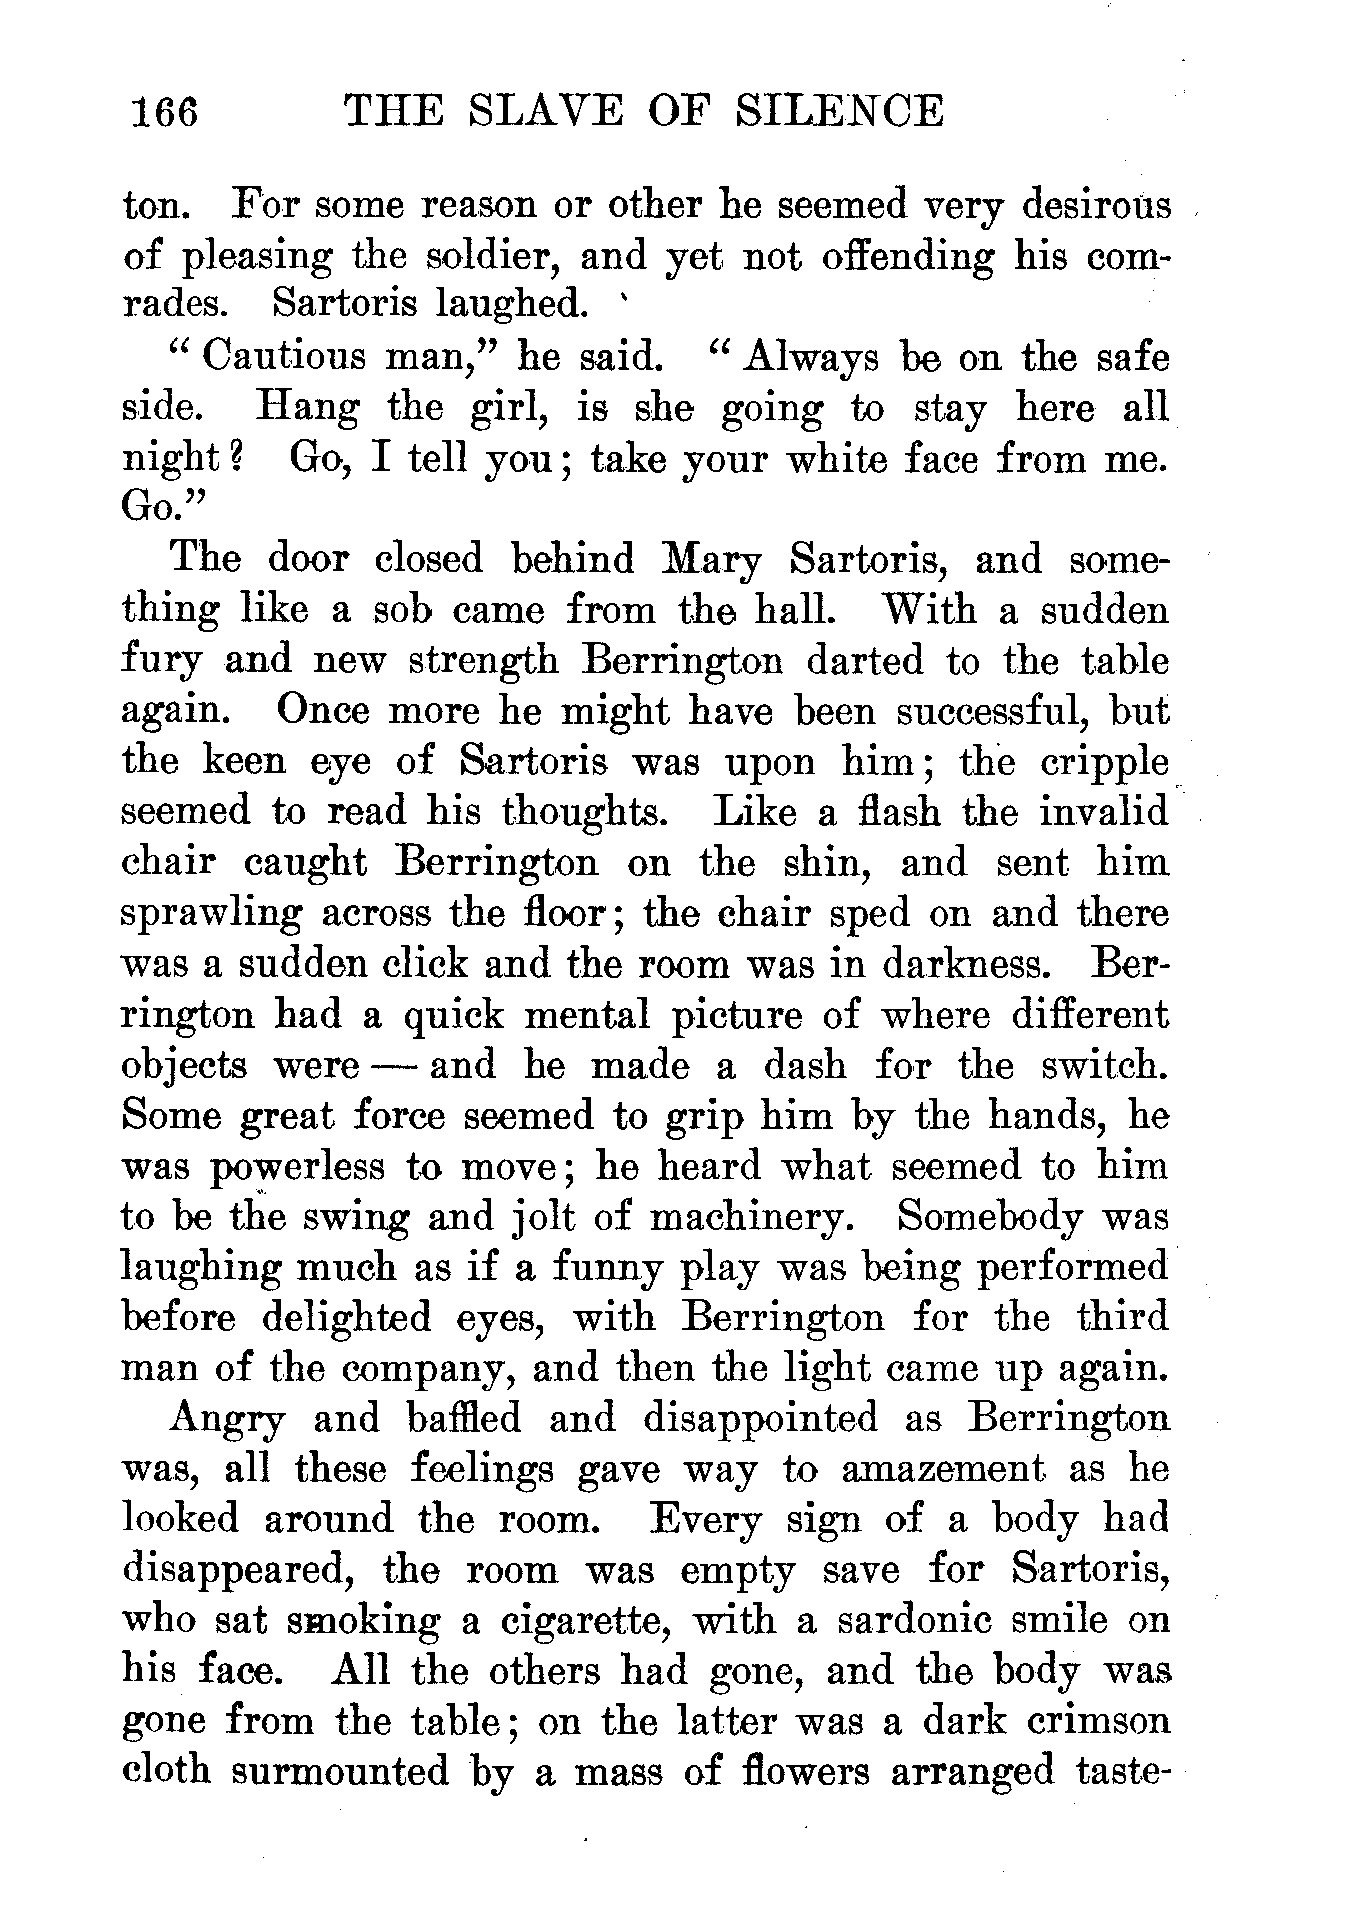 166 THE SLAVE OF SILENCE
ton. For some reason or other he seemed very desirous
of pleasing the soldier, and yet not offending his com-
rades. Sartoris laughed.
“ Cautious man,” he said. “ Always be on the safe
side. Hang the girl, is she going to stay here all
night? Go, I tell you; take your white face from me.
Go.”
The door closed behind Mary Sartoris, and some-
thing like a sob came from the hall. With a sudden
fury and new strength Berrington darted to the table
again. Once more he might have been successful, but
the keen eye of Sartoris was upon him; the cripple
seemed to read his thoughts. Like a flash the invalid
chair caught Berrington on the shin, and sent him
sprawling across the floor; the chair sped on and there
was a sudden click and the room was in darkness. Ber-
rington had a quick mental picture of where different
objects were — and he made a dash for the switch.
Some great force seemed to grip him by the hands, he
was powerless to move; he heard what seemed to him
to be the swing and jolt of machinery. Somebody was
laughing much as if a funny play was being performed
before delighted eyes, with Berrington for the third
man of the company, and then the light came up again.
Angry and baffled and disappointed as Berrington
was, all these feelings gave way to amazement as he
looked around the room. Every sign of a body had
disappeared, the room was empty save for Sartoris,
who sat smoking a cigarette, with a sardonic smile on
his face. All the others had gone, and the body was
gone from the table; on the latter was a dark crimson
cloth surmounted by a mass of flowers arranged taste-